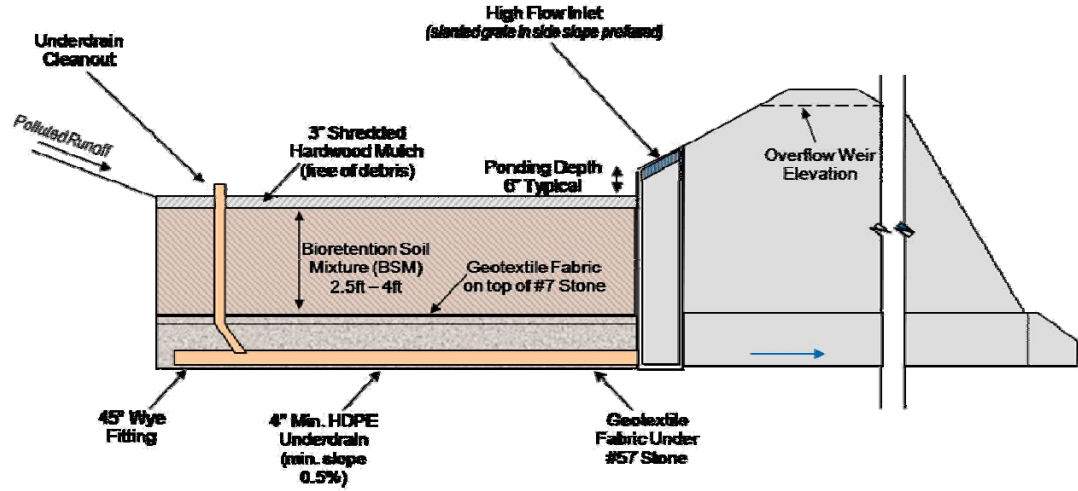 High Flow Inlet
(slanted grate in side slope preferred)
Underdrain
Cleanout
Polluted Runoff
3" Shredded
Hardwood Mulch
(free of debris)
Ponding Depth
6" Typical
Overflow Weir
Elevation
Bioretention Soil
Mixture (BSM)
2.5ft – 4ft
Geotextile Fabric
on top of #7 Stone
45° Wye
Fitting
4" Min. HDPE
Underdrain
(min. slope
0.5%)
Geotextile
Fabric Under
#57 Stone